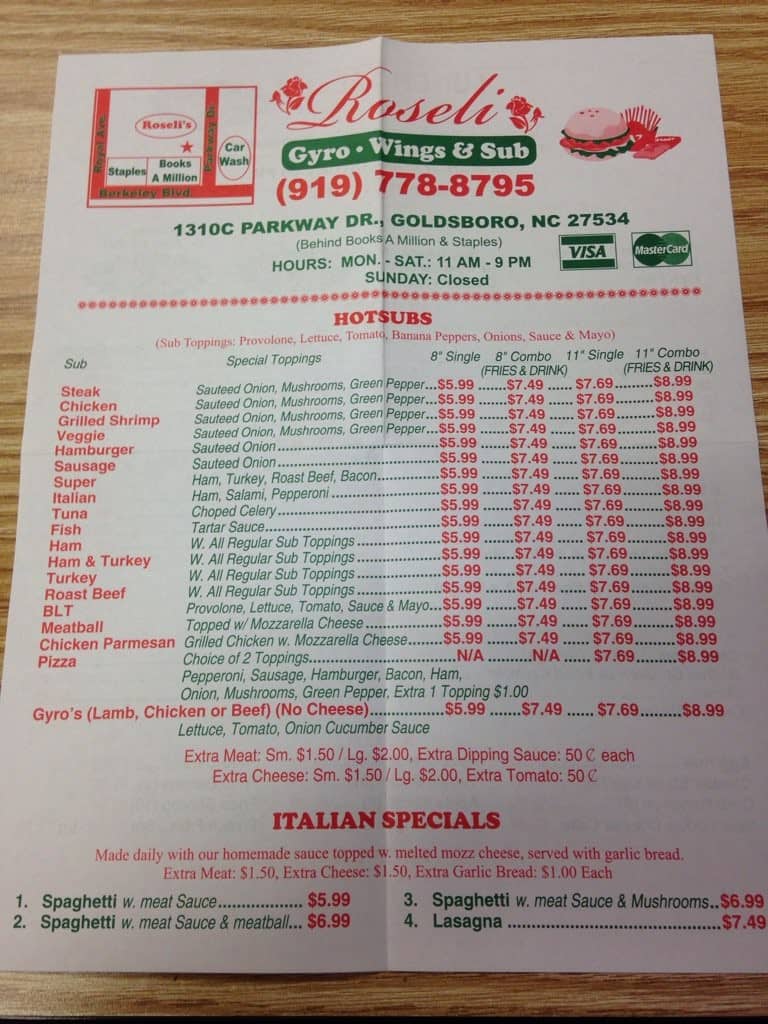 Roseli
Gyro • Wings & Sub
(919) 778-8795
Royal Ave.
Roseli's
Parkway Dr.
Car Wash
Staples
Books A Million
Berkeley Blvd.
1310C PARKWAY DR., GOLDSBORO, NC 27534
(Behind Books A Million & Staples)
HOURS: MON. - SAT.: 11 AM - 9 PM
SUNDAY: Closed
VISA
MasterCard
HOTSUBS
(Sub Toppings: Provolone, Lettuce, Tomato, Banana Peppers, Onions, Sauce & Mayo)
Sub Special Toppings 8" Single 8" Combo 11" Single 11" Combo
(FRIES & DRINK) (FRIES & DRINK)
Steak Sauteed Onion, Mushrooms, Green Pepper...$5.99 ......$7.49 ..... $7.69.........$8.99
Chicken Sauteed Onion, Mushrooms, Green Pepper...$5.99 ......$7.49 ..... $7.69.........$8.99
Grilled Shrimp Sauteed Onion, Mushrooms, Green Pepper...$5.99 ......$7.49 ..... $7.69.........$8.99
Veggie Sauteed Onion, Mushrooms, Green Pepper...$5.99 ......$7.49 ..... $7.69.........$8.99
Hamburger Sauteed Onion...$5.99 ......$7.49 ..... $7.69.........$8.99
Sausage Sauteed Onion...$5.99 ......$7.49 ..... $7.69.........$8.99
Super Ham, Turkey, Roast Beef, Bacon...$5.99 ......$7.49 ..... $7.69.........$8.99
Italian Ham, Salami, Pepperoni...$5.99 ......$7.49 ..... $7.69.........$8.99
Tuna Choped Celery...$5.99 ......$7.49 ..... $7.69.........$8.99
Fish Tartar Sauce...$5.99 ......$7.49 ..... $7.69.........$8.99
Ham W. All Regular Sub Toppings...$5.99 ......$7.49 ..... $7.69.........$8.99
Ham & Turkey W. All Regular Sub Toppings...$5.99 ......$7.49 ..... $7.69.........$8.99
Turkey W. All Regular Sub Toppings...$5.99 ......$7.49 ..... $7.69.........$8.99
Roast Beef W. All Regular Sub Toppings...$5.99 ......$7.49 ..... $7.69.........$8.99
BLT Provolone, Lettuce, Tomato, Sauce & Mayo...$5.99 ......$7.49 ..... $7.69.........$8.99
Meatball Topped w/ Mozzarella Cheese...$5.99 ......$7.49 ..... $7.69.........$8.99
Chicken Parmesan Grilled Chicken w. Mozzarella Cheese...$5.99 ......$7.49 ..... $7.69.........$8.99
Pizza Choice of 2 Toppings...N/A ......N/A ...... $7.69.........$8.99
Pepperoni, Sausage, Hamburger, Bacon, Ham,
Onion, Mushrooms, Green Pepper, Extra 1 Topping $1.00
Gyro's (Lamb, Chicken or Beef) (No Cheese)...$5.99 ......$7.49 ...... $7.69.........$8.99
Lettuce, Tomato, Onion Cucumber Sauce
Extra Meat: Sm. $1.50 / Lg. $2.00, Extra Dipping Sauce: 50 ₵ each
Extra Cheese: Sm. $1.50 / Lg. $2.00, Extra Tomato: 50 ₵
ITALIAN SPECIALS
Made daily with our homemade sauce topped w. melted mozz cheese, served with garlic bread.
Extra Meat: $1.50, Extra Cheese: $1.50, Extra Garlic Bread: $1.00 Each
1. Spaghetti w. meat Sauce................... $5.99
2. Spaghetti w. meat Sauce & meatball... $6.99
3. Spaghetti w. meat Sauce & Mushrooms..$6.99
4. Lasagna ..........................................$7.49